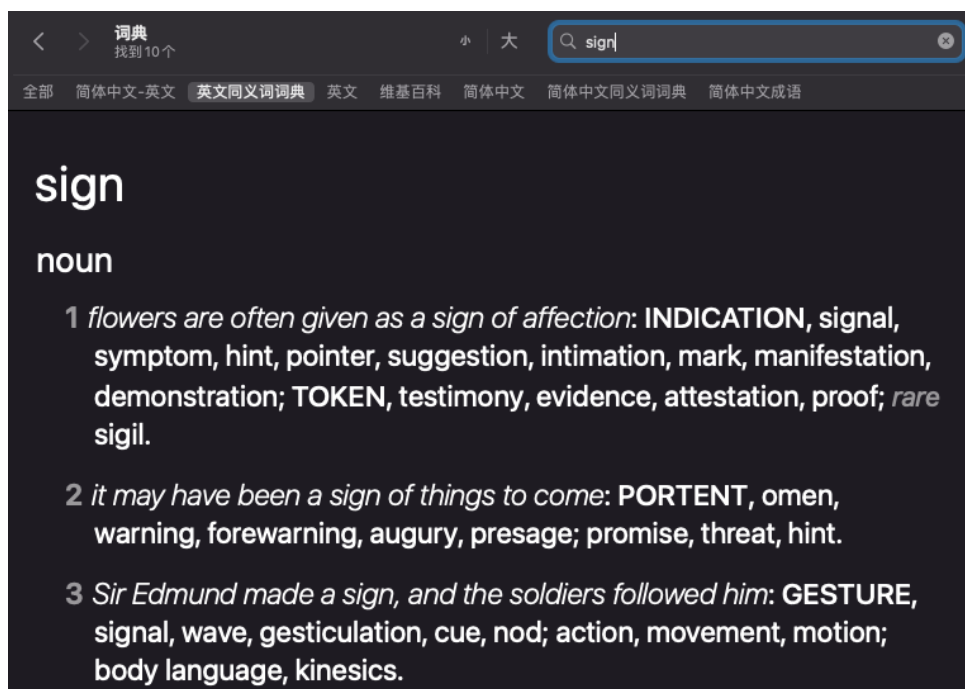 词典
找到10个
小 大
sign
全部 简体中文-英文 英文同义词词典 英文 维基百科 简体中文 简体中文同义词词典 简体中文成语
sign
noun
1 flowers are often given as a sign of affection: INDICATION, signal,
symptom, hint, pointer, suggestion, intimation, mark, manifestation,
demonstration; TOKEN, testimony, evidence, attestation, proof; rare
sigil.
2 it may have been a sign of things to come: PORTENT, omen,
warning, forewarning, augury, presage; promise, threat, hint.
3 Sir Edmund made a sign, and the soldiers followed him: GESTURE,
signal, wave, gesticulation, cue, nod; action, movement, motion;
body language, kinesics.